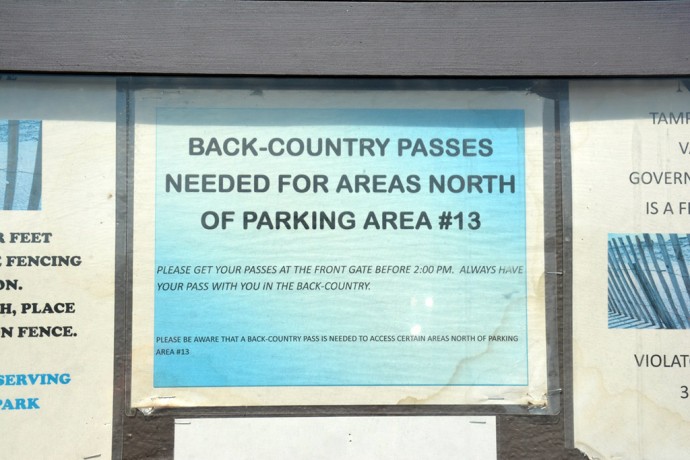 R FEET
E FENCING
ON.
H, PLACE
N FENCE.
SERVING
PARK
BACK-COUNTRY PASSES
NEEDED FOR AREAS NORTH
OF PARKING AREA #13
PLEASE GET YOUR PASSES AT THE FRONT GATE BEFORE 2:00 PM. ALWAYS HAVE
YOUR PASS WITH YOU IN THE BACK-COUNTRY.
PLEASE BE AWARE THAT A BACK-COUNTRY PASS IS NEEDED TO ACCESS CERTAIN AREAS NORTH OF PARKING
AREA #13
TAMP
VA
GOVERN
IS A F
VIOLAT
3